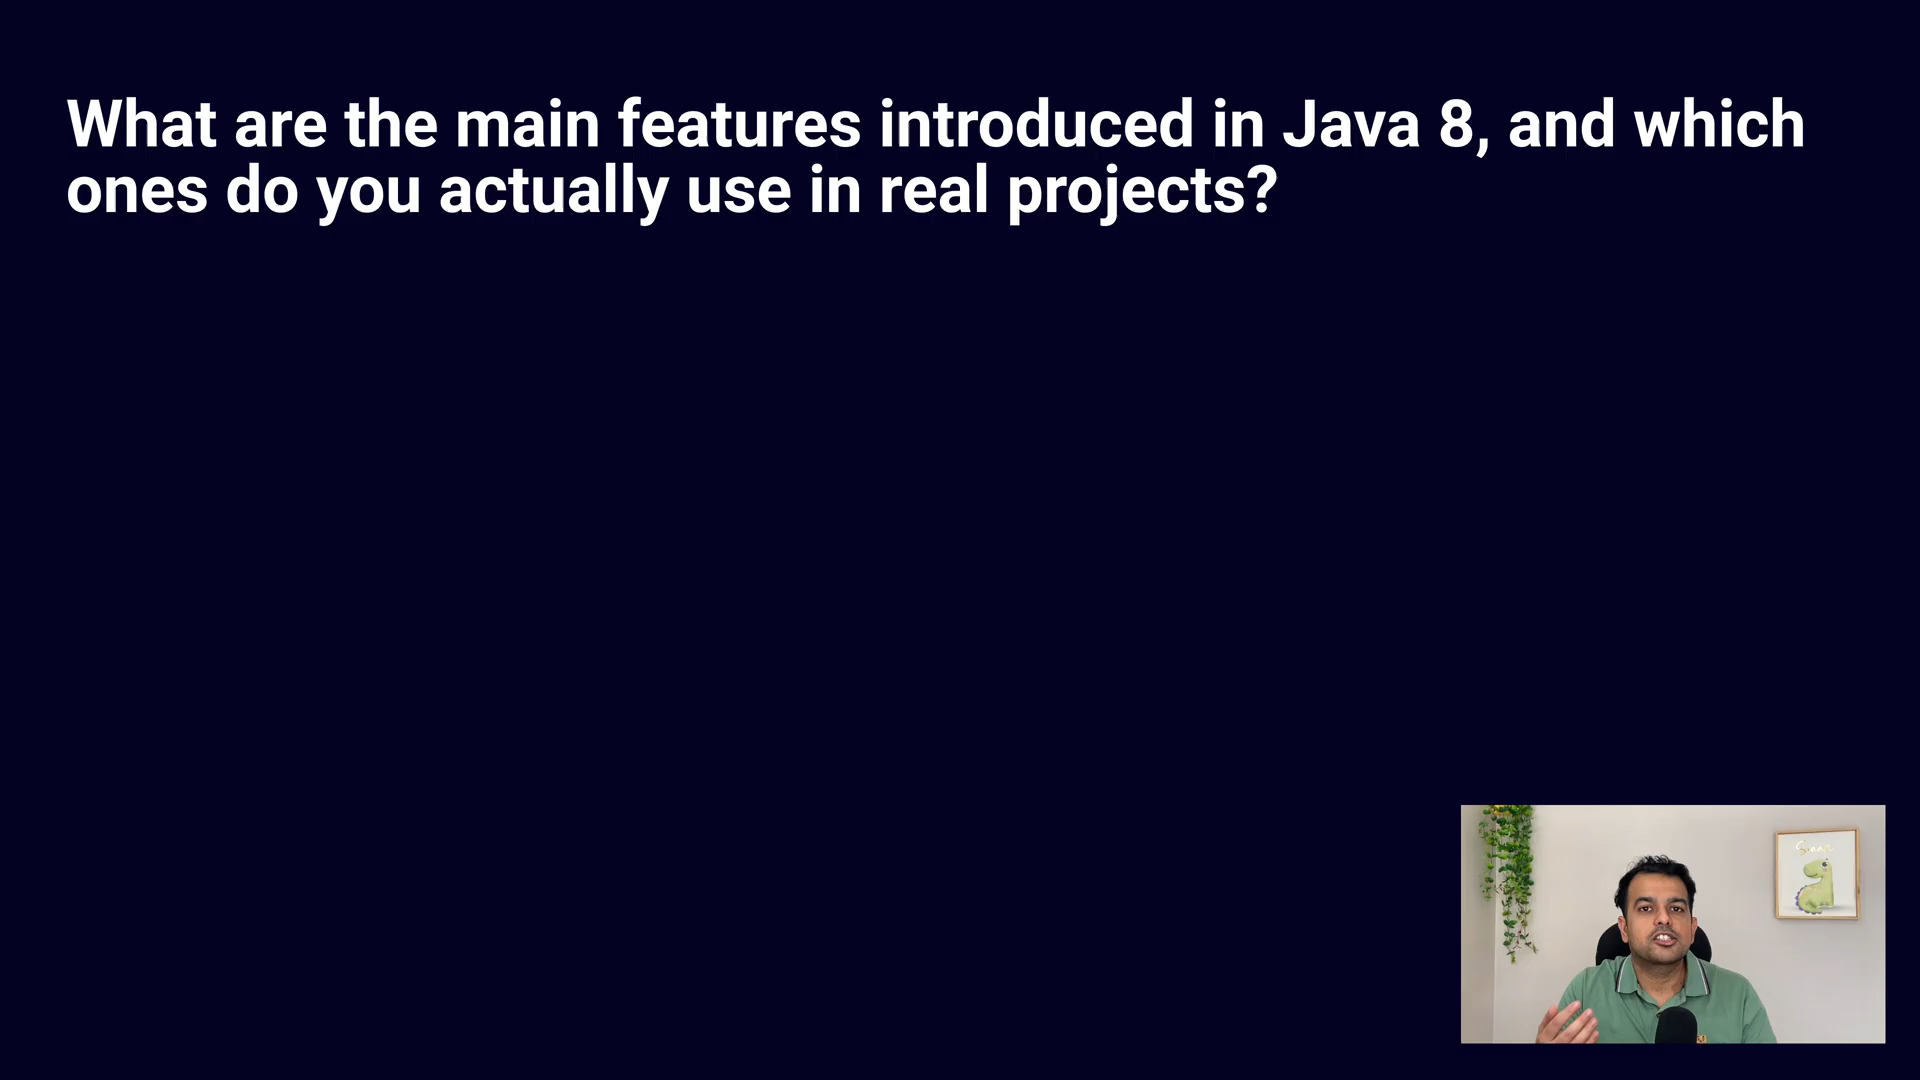 What are the main features introduced in Java 8, and which
ones do you actually use in real projects?